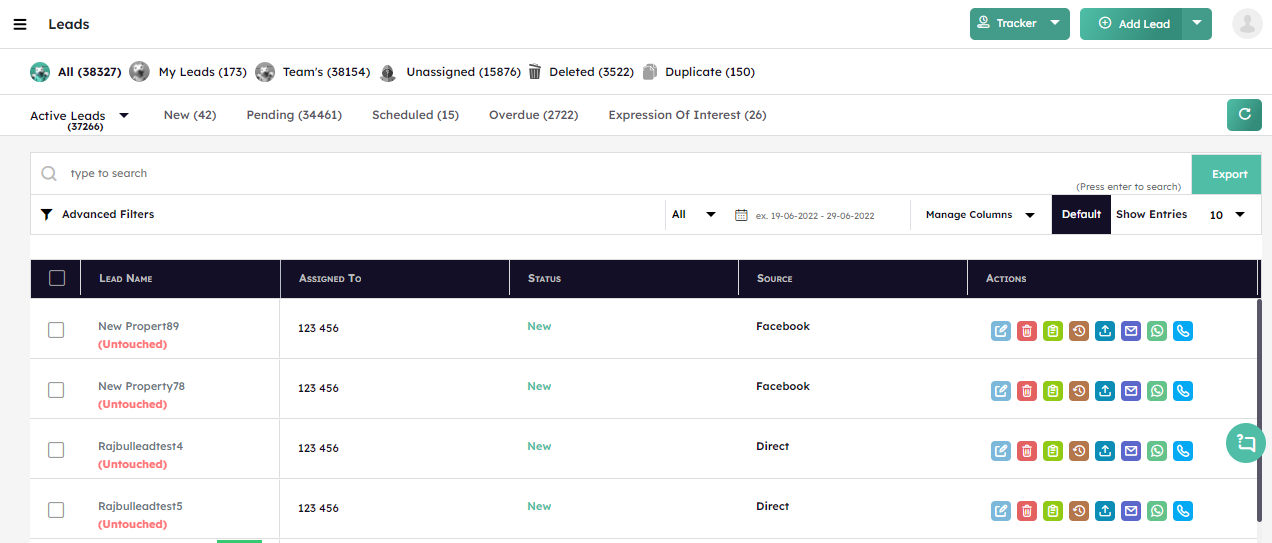 Leads
Tracker
Add Lead
All (38327)
My Leads (173)
Team's (38154)
Unassigned (15876)
Deleted (3522)
Duplicate (150)
Active Leads
(37266)
New (42)
Pending (34461)
Scheduled (15)
Overdue (2722)
Expression Of Interest (26)
type to search
(Press enter to search)
Export
Advanced Filters
All
ex. 19-06-2022 - 29-06-2022
Manage Columns
Default
Show Entries
10
Lead Name
Assigned To
Status
Source
Actions
New Propert89
(Untouched)
123 456
New
Facebook
New Property78
(Untouched)
123 456
New
Facebook
Rajbulleadtest4
(Untouched)
123 456
New
Direct
Rajbulleadtest5
(Untouched)
123 456
New
Direct